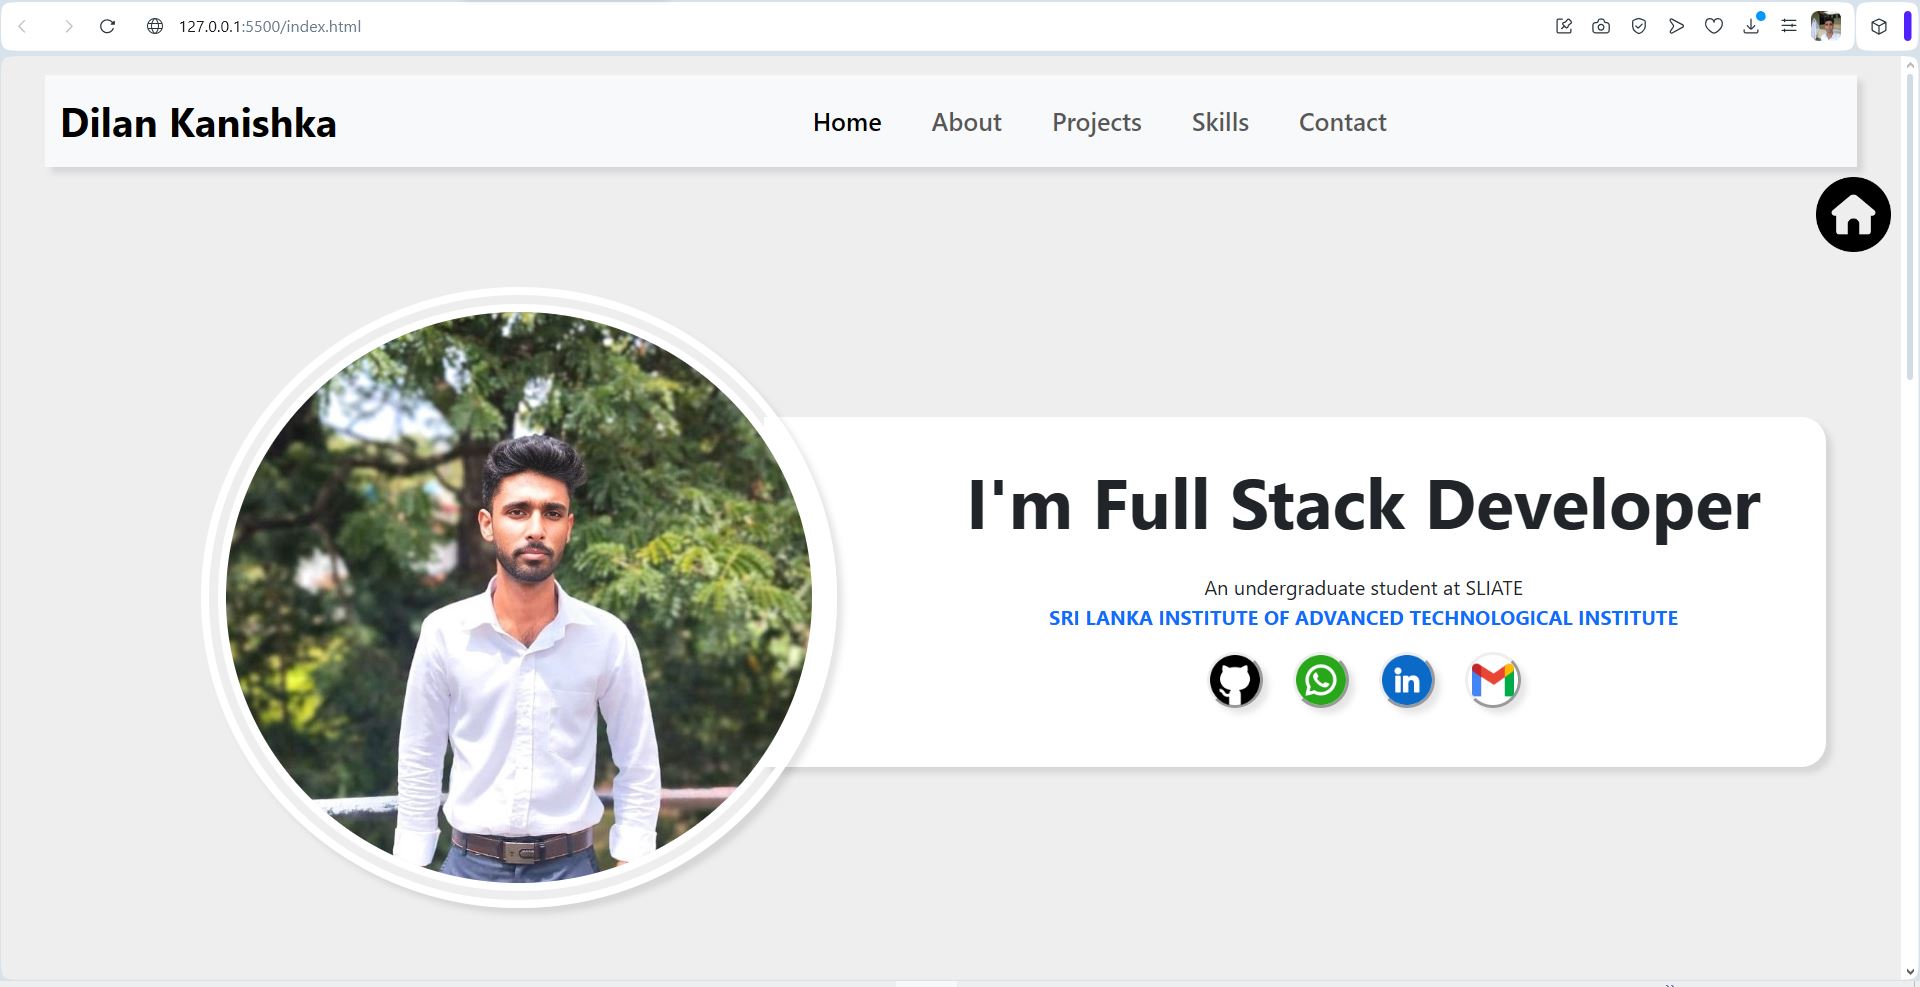 127.0.0.1:5500/index.html
Dilan Kanishka
Home About Projects Skills Contact
I'm Full Stack Developer
An undergraduate student at SLIATE
SRI LANKA INSTITUTE OF ADVANCED TECHNOLOGICAL INSTITUTE
in